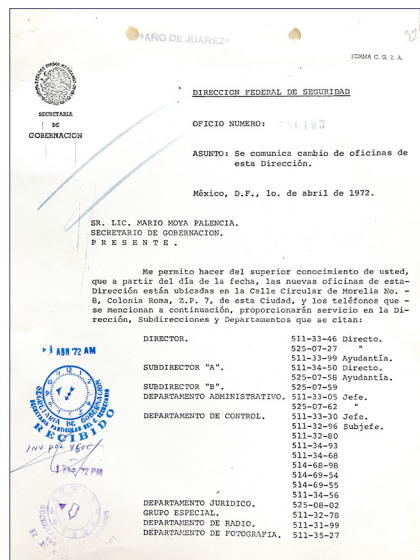 "AÑO DE JUAREZ"
FORMA C. G. 2 A.
SECRETARIA
DE
GOBERNACION
DIRECCION FEDERAL DE SEGURIDAD
OFICIO NUMERO:
ASUNTO: Se comunica cambio de oficinas de
esta Dirección.
México, D.F., 1o. de abril de 1972.
SR. LIC. MARIO MOYA PALENCIA.
SECRETARIO DE GOBERNACION.
P R E S E N T E .
Me permito hacer del superior conocimiento de usted,
que a partir del día de la fecha, las nuevas oficinas de esta-
Dirección están ubicadas en la Calle Circular de Morelia No. -
8, Colonia Roma, Z.P. 7, de esta Ciudad, y los teléfonos que -
se mencionan a continuación, proporcionarán servicio en la Di-
rección, Subdirecciones y Departamentos que se citan:
DIRECTOR. 511-33-46 Directo.
525-07-27 "
511-33-99 Ayudantía.
SUBDIRECTOR "A". 511-34-50 Directo.
525-07-58 Ayudantía.
SUBDIRECTOR "B". 525-07-59
DEPARTAMENTO ADMINISTRATIVO. 511-33-05 Jefe.
525-07-62 "
DEPARTAMENTO DE CONTROL. 511-33-30 Jefe.
511-32-96 Subjefe.
511-32-80
511-34-93
511-34-68
514-68-98
514-69-54
514-69-55
511-34-56
DEPARTAMENTO JURIDICO. 525-08-02
GRUPO ESPECIAL. 511-32-78
DEPARTAMENTO DE RADIO. 511-31-99
DEPARTAMENTO DE FOTOGRAFIA. 511-35-27
1 ABR '72 AM
SECRETARIA DE GOBERNACION
RECIBIDO
'72 PM